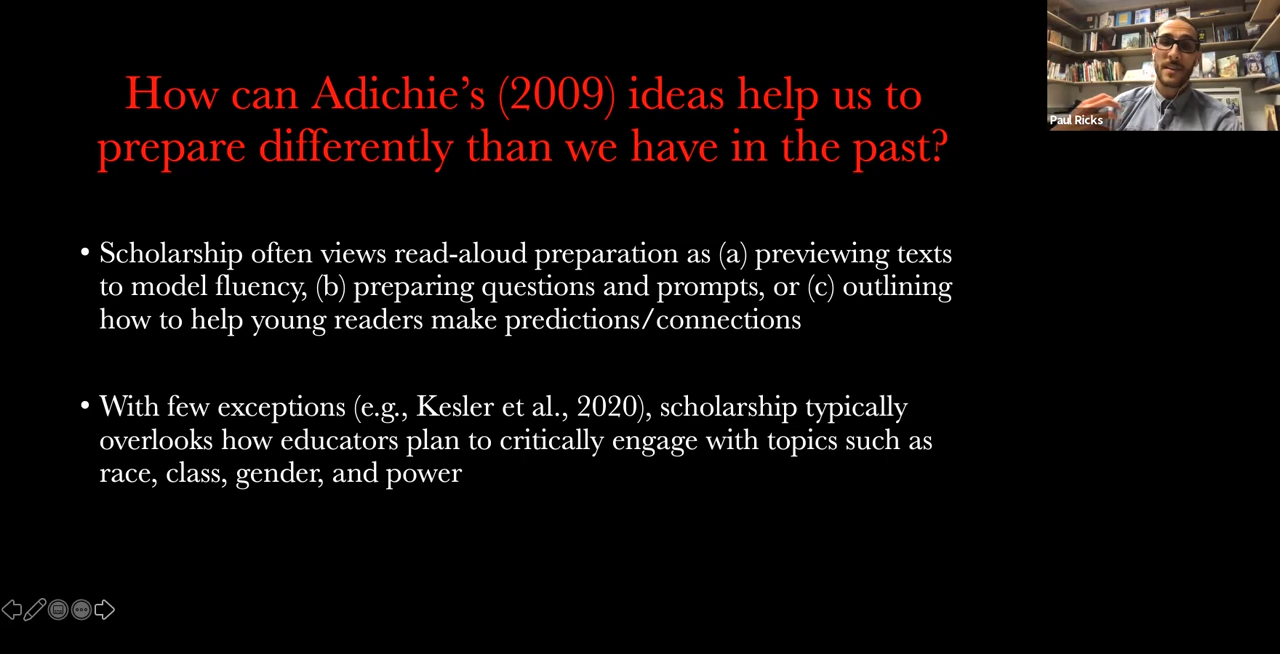 How can Adichie's (2009) ideas help us to
prepare differently than we have in the past?
Paul Ricks
• Scholarship often views read-aloud preparation as (a) previewing texts
to model fluency, (b) preparing questions and prompts, or (c) outlining
how to help young readers make predictions/connections
• With few exceptions (e.g., Kesler et al., 2020), scholarship typically
overlooks how educators plan to critically engage with topics such as
race, class, gender, and power